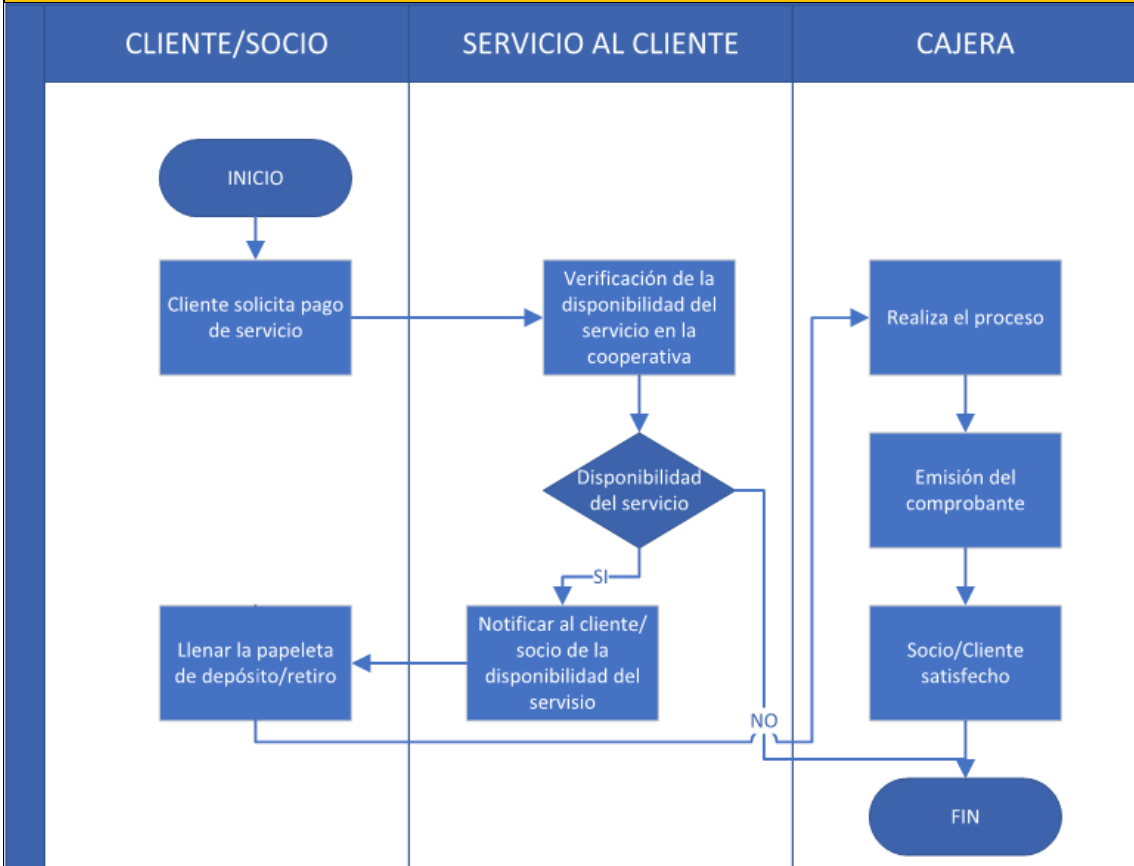 CLIENTE/SOCIO
SERVICIO AL CLIENTE
CAJERA
INICIO
Cliente solicita pago
de servicio
Verificación de la
disponibilidad del
servicio en la
cooperativa
Realiza el proceso
Disponibilidad
del servicio
Emisión del
comprobante
SI
Llenar la papeleta
de depósito/retiro
Notificar al cliente/
socio de la
disponibilidad del
servisio
Socio/Cliente
satisfecho
NO
FIN